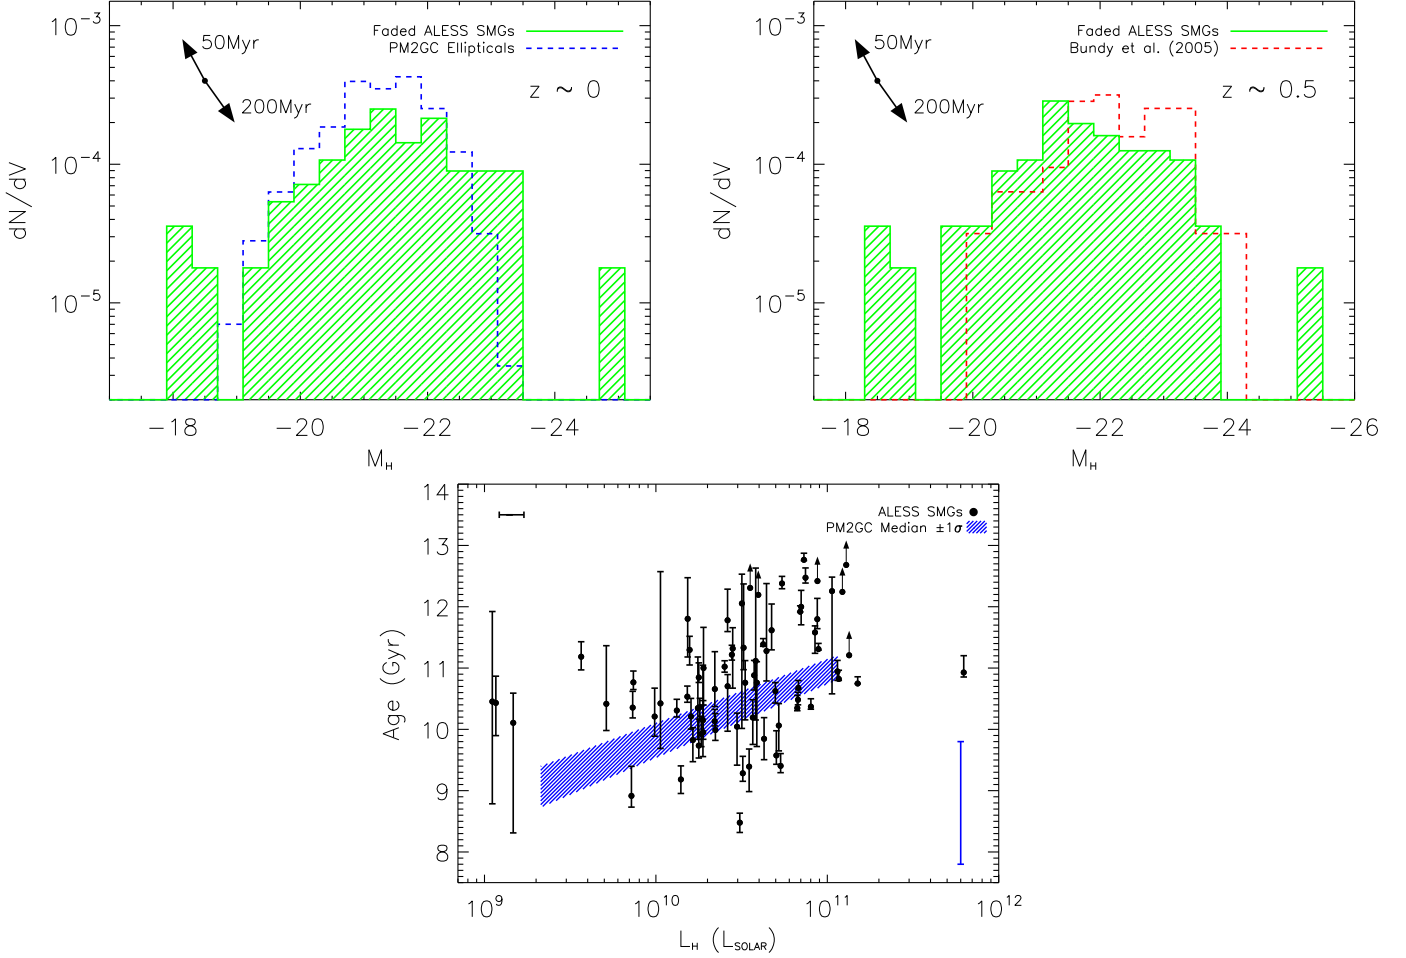 10⁻³
10⁻⁴
10⁻⁵
dN/dV
50Myr
200Myr
Faded ALESS SMGs
PM2GC Ellipticals
z ~ 0
−18 −20 −22 −24
M_H
10⁻³
10⁻⁴
10⁻⁵
dN/dV
50Myr
200Myr
Faded ALESS SMGs
Bundy et al. (2005)
z ~ 0.5
−18 −20 −22 −24 −26
M_H
14
13
12
11
10
9
8
Age (Gyr)
ALESS SMGs
PM2GC Median ±1σ
10⁹ 10¹⁰ 10¹¹ 10¹²
L_H (L_SOLAR)